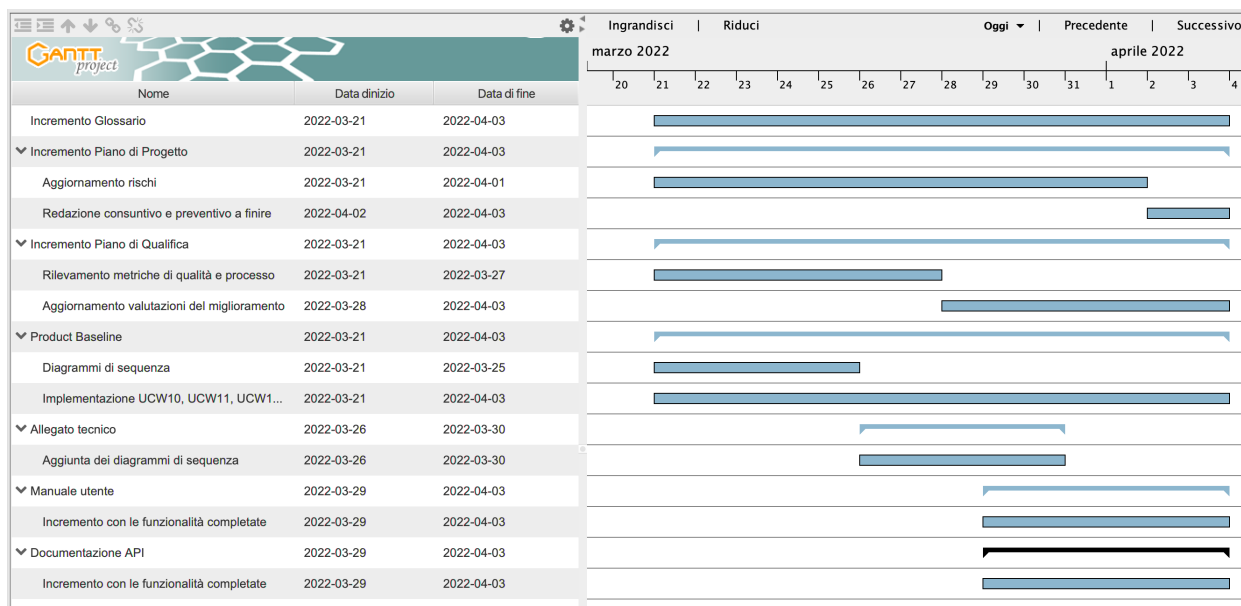 Ingrandisci | Riduci Oggi | Precedente | Successivo
GANTT project
marzo 2022 aprile 2022
20 21 22 23 24 25 26 27 28 29 30 31 1 2 3 4
Nome Data dinizio Data di fine
Incremento Glossario 2022-03-21 2022-04-03
Incremento Piano di Progetto 2022-03-21 2022-04-03
Aggiornamento rischi 2022-03-21 2022-04-01
Redazione consuntivo e preventivo a finire 2022-04-02 2022-04-03
Incremento Piano di Qualifica 2022-03-21 2022-04-03
Rilevamento metriche di qualità e processo 2022-03-21 2022-03-27
Aggiornamento valutazioni del miglioramento 2022-03-28 2022-04-03
Product Baseline 2022-03-21 2022-04-03
Diagrammi di sequenza 2022-03-21 2022-03-25
Implementazione UCW10, UCW11, UCW1... 2022-03-21 2022-04-03
Allegato tecnico 2022-03-26 2022-03-30
Aggiunta dei diagrammi di sequenza 2022-03-26 2022-03-30
Manuale utente 2022-03-29 2022-04-03
Incremento con le funzionalità completate 2022-03-29 2022-04-03
Documentazione API 2022-03-29 2022-04-03
Incremento con le funzionalità completate 2022-03-29 2022-04-03